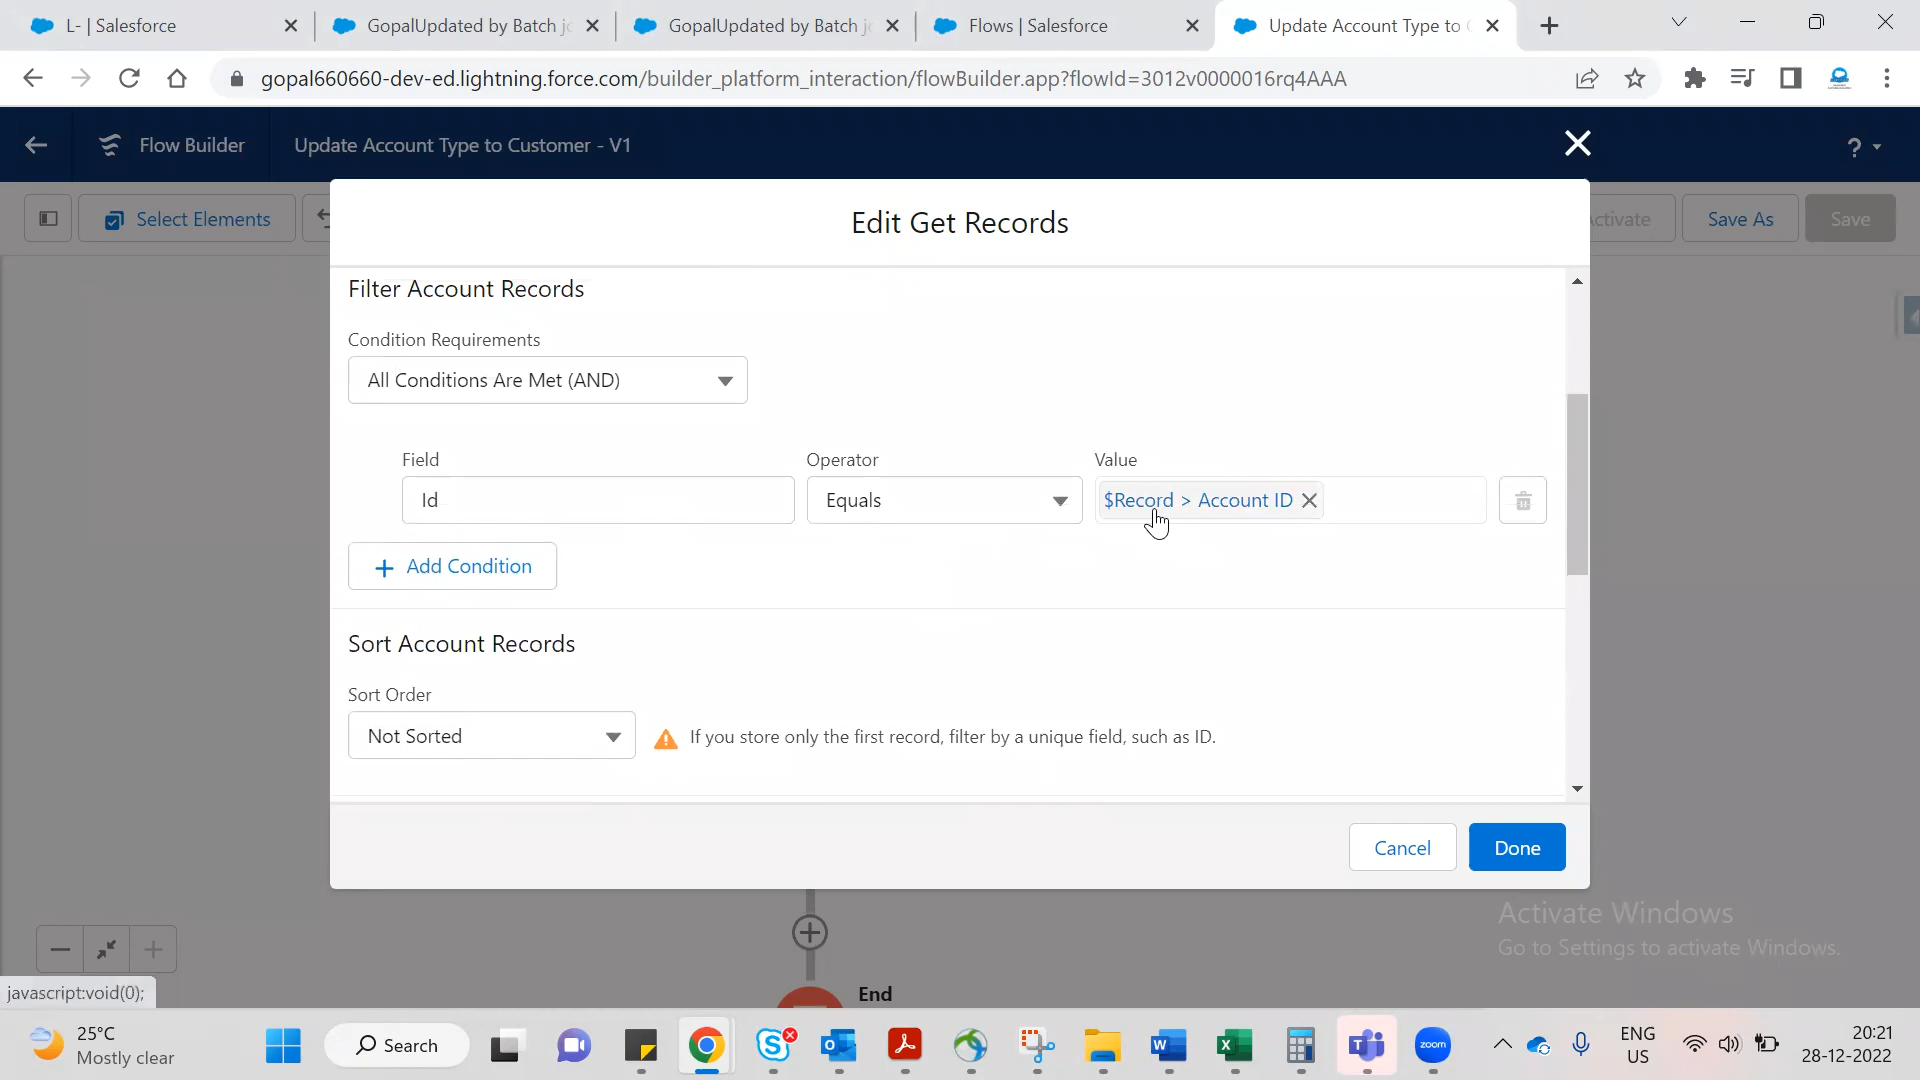 L- | Salesforce
GopalUpdated by Batch
GopalUpdated by Batch
Flows | Salesforce
Update Account Type to
gopal660660-dev-ed.lightning.force.com/builder_platform_interaction/flowBuilder.app?flowId=3012v0000016rq4AAA
Flow Builder
Update Account Type to Customer - V1
?
Select Elements
Save As
Save
Edit Get Records
Filter Account Records
Condition Requirements
All Conditions Are Met (AND)
Field
Operator
Value
Id
Equals
$Record > Account ID
Add Condition
Sort Account Records
Sort Order
Not Sorted
If you store only the first record, filter by a unique field, such as ID.
Cancel
Done
Activate Windows
Go to Settings to activate Windows.
End
javascript:void(0);
25°C
Mostly clear
Search
zoom
ENG
US
20:21
28-12-2022